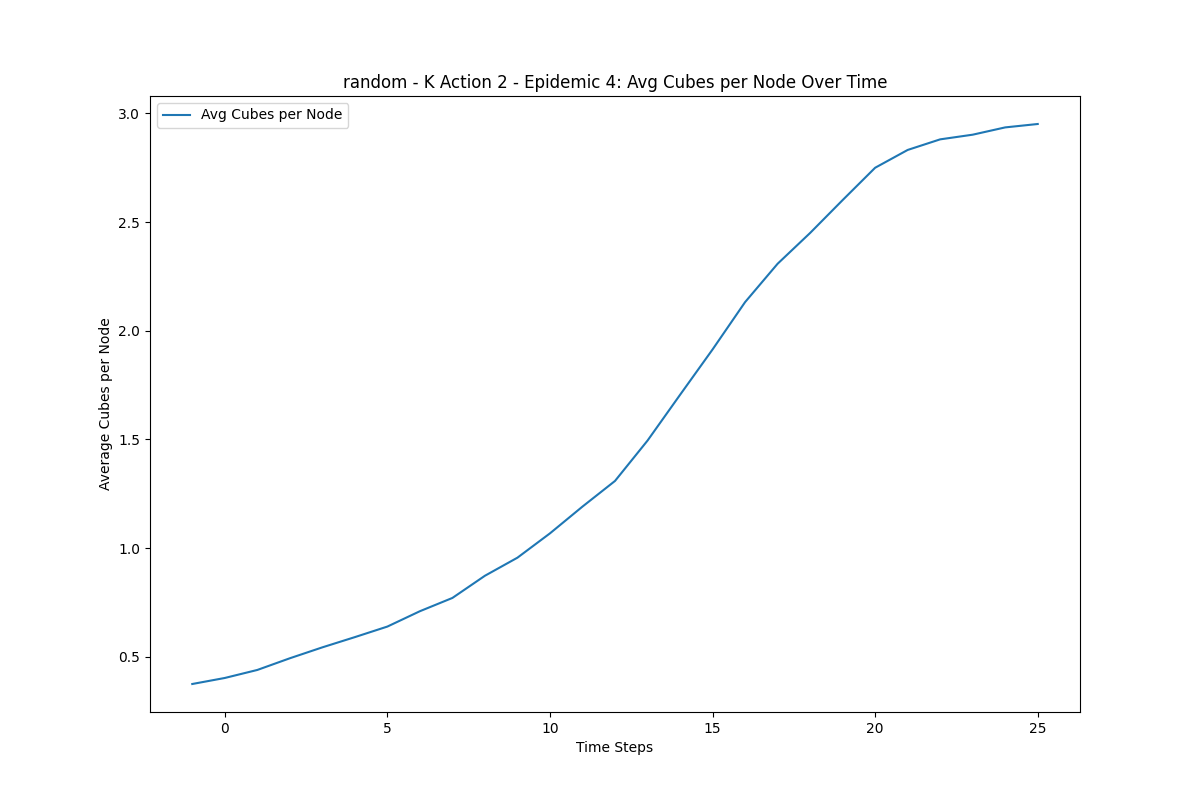 random - K Action 2 - Epidemic 4: Avg Cubes per Node Over Time
Avg Cubes per Node
3.0
2.5
2.0
1.5
1.0
0.5
Average Cubes per Node
0 5 10 15 20 25
Time Steps